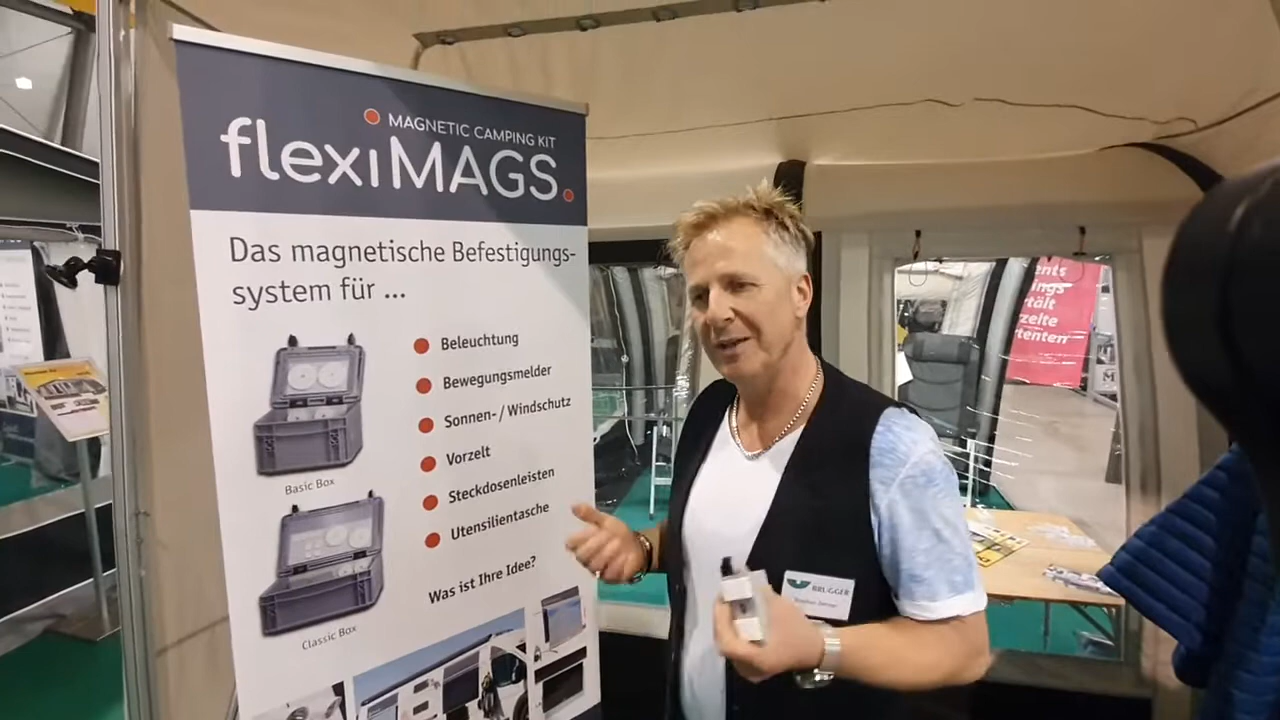 MAGNETIC CAMPING KIT
flexiMAGS.
Das magnetische Befestigungs-
system für ...
Beleuchtung
Bewegungsmelder
Sonnen- / Windschutz
Vorzelt
Steckdosenleisten
Utensilientasche
Was ist Ihre Idee?
Basic Box
Classic Box
BRUGGER